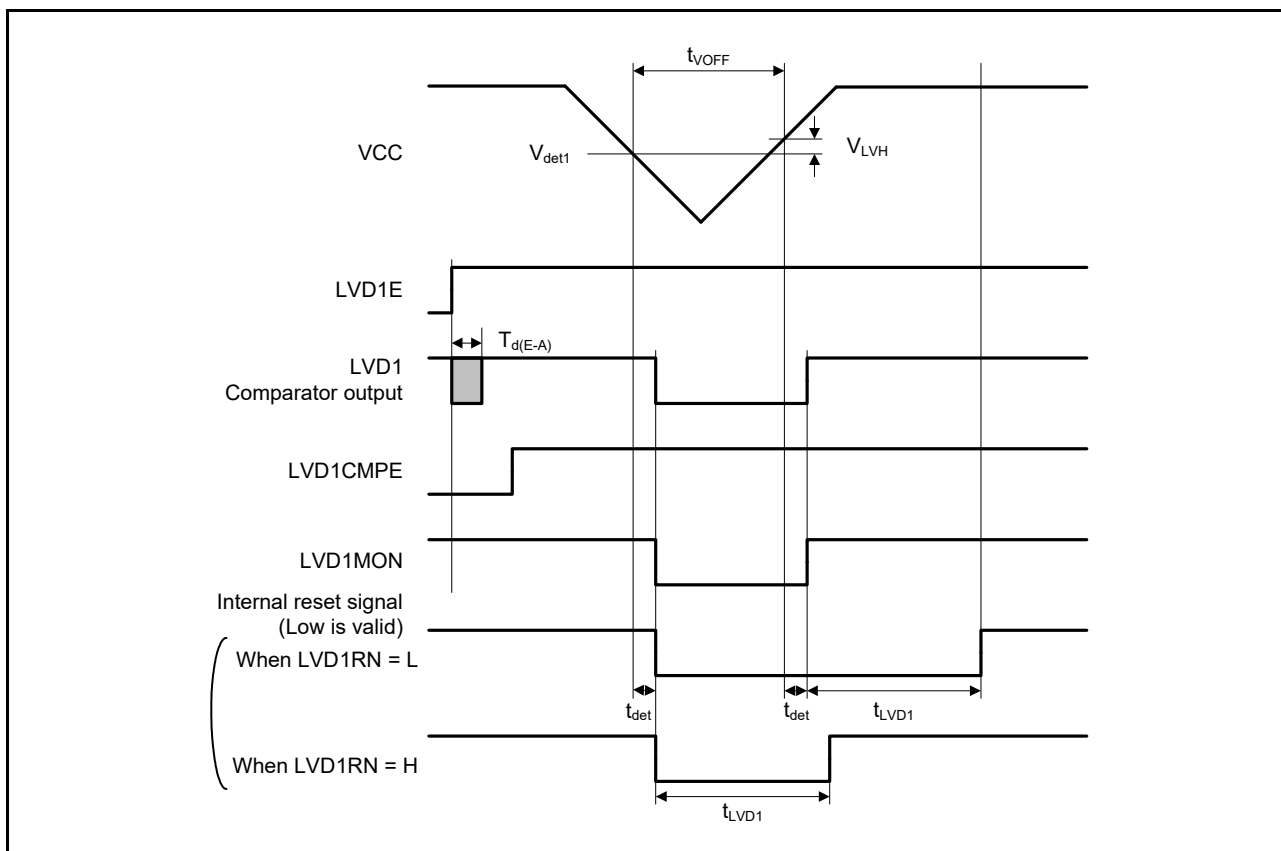 tVOFF
VCC
Vdet1
VLVH
LVD1E
Td(E-A)
LVD1
Comparator output
LVD1CMPE
LVD1MON
Internal reset signal
(Low is valid)
When LVD1RN = L
tdet
tdet
tLVD1
When LVD1RN = H
tLVD1